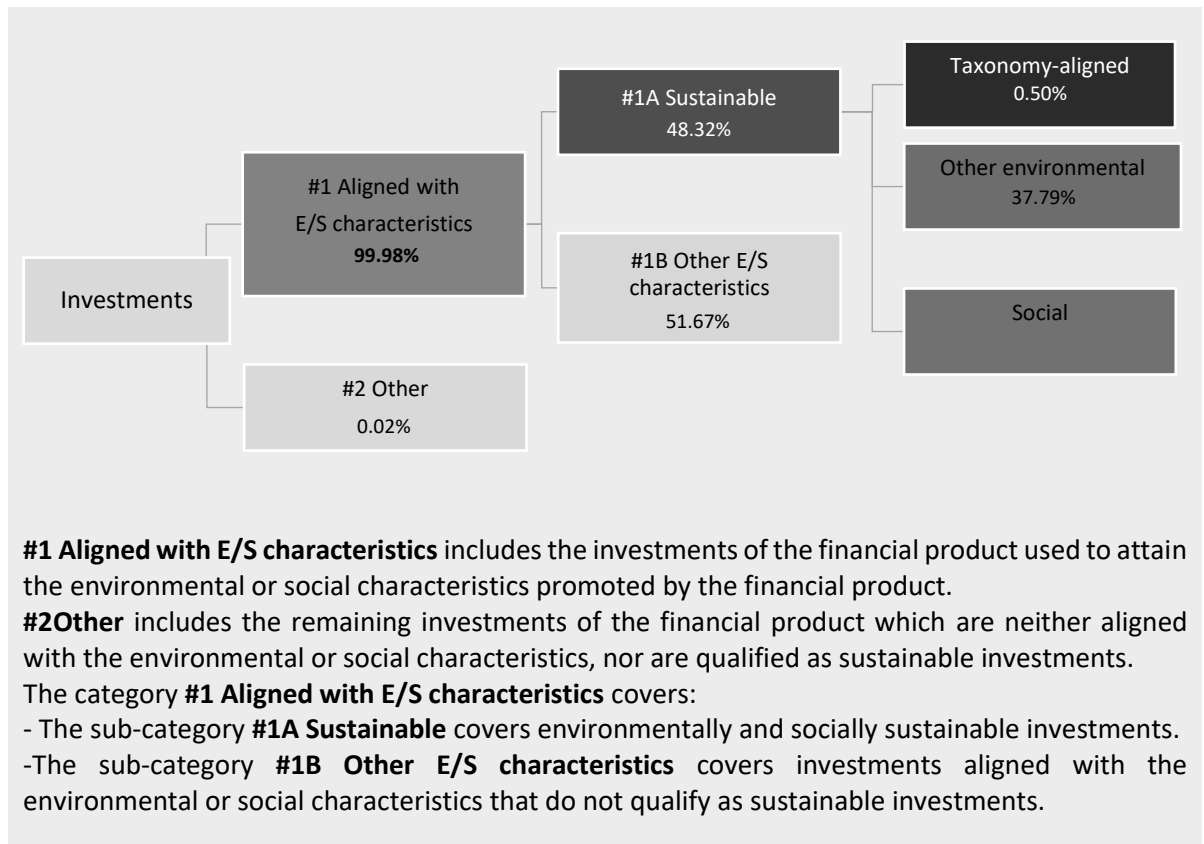 Taxonomy-aligned
0.50%
#1A Sustainable
48.32%
Other environmental
37.79%
#1 Aligned with
E/S characteristics
99.98%
#1B Other E/S
characteristics
51.67%
Investments
Social
#2 Other
0.02%
#1 Aligned with E/S characteristics includes the investments of the financial product used to attain
the environmental or social characteristics promoted by the financial product.
#2Other includes the remaining investments of the financial product which are neither aligned
with the environmental or social characteristics, nor are qualified as sustainable investments.
The category #1 Aligned with E/S characteristics covers:
- The sub-category #1A Sustainable covers environmentally and socially sustainable investments.
-The sub-category #1B Other E/S characteristics covers investments aligned with the
environmental or social characteristics that do not qualify as sustainable investments.